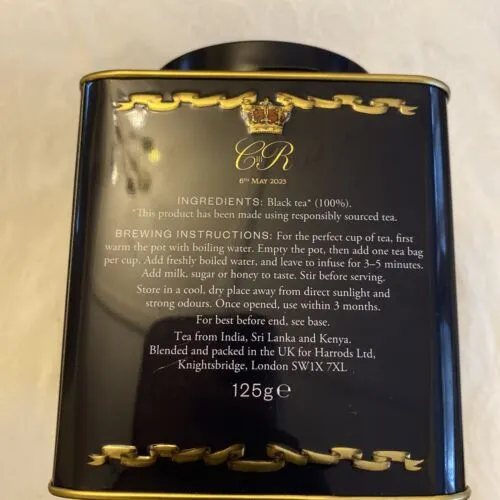 CIIIR
6TH MAY 2023
INGREDIENTS: Black tea* (100%).
*This product has been made using responsibly sourced tea.
BREWING INSTRUCTIONS: For the perfect cup of tea, first
warm the pot with boiling water. Empty the pot, then add one tea bag
per cup. Add freshly boiled water, and leave to infuse for 3–5 minutes.
Add milk, sugar or honey to taste. Stir before serving.
Store in a cool, dry place away from direct sunlight and
strong odours. Once opened, use within 3 months.
For best before end, see base.
Tea from India, Sri Lanka and Kenya.
Blended and packed in the UK for Harrods Ltd,
Knightsbridge, London SW1X 7XL
125g℮